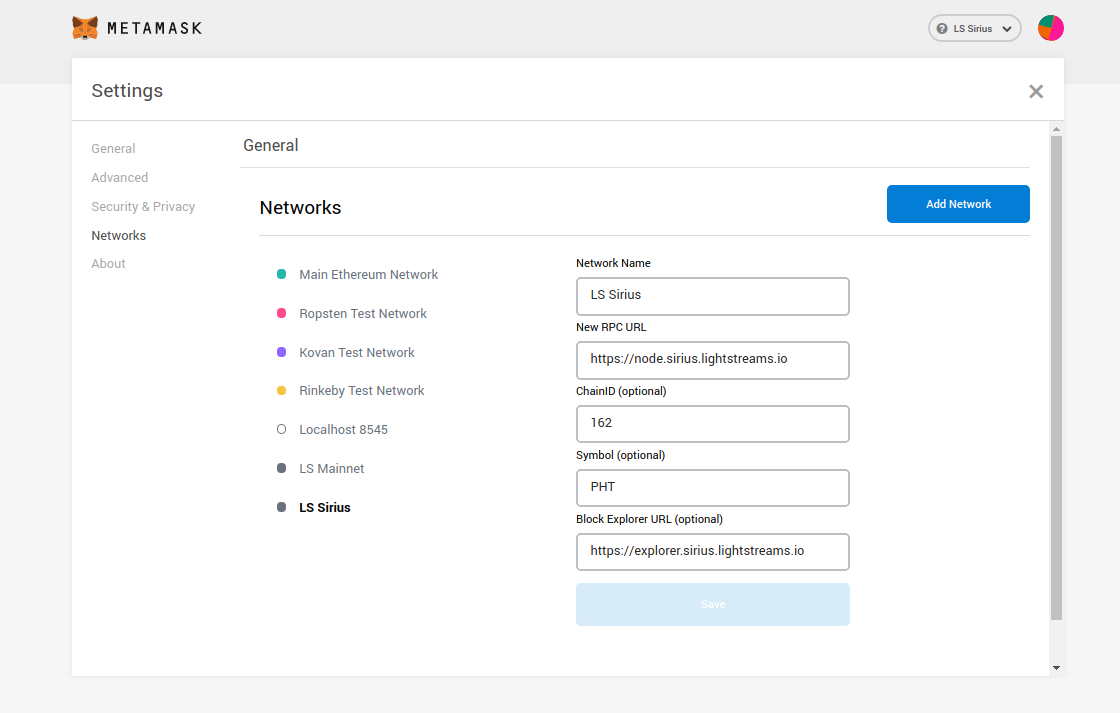 METAMASK
LS Sirius
Settings
General
Advanced
Security & Privacy
Networks
About
General
Networks
Add Network
Main Ethereum Network
Ropsten Test Network
Kovan Test Network
Rinkeby Test Network
Localhost 8545
LS Mainnet
LS Sirius
Network Name
LS Sirius
New RPC URL
https://node.sirius.lightstreams.io
ChainID (optional)
162
Symbol (optional)
PHT
Block Explorer URL (optional)
https://explorer.sirius.lightstreams.io
Save